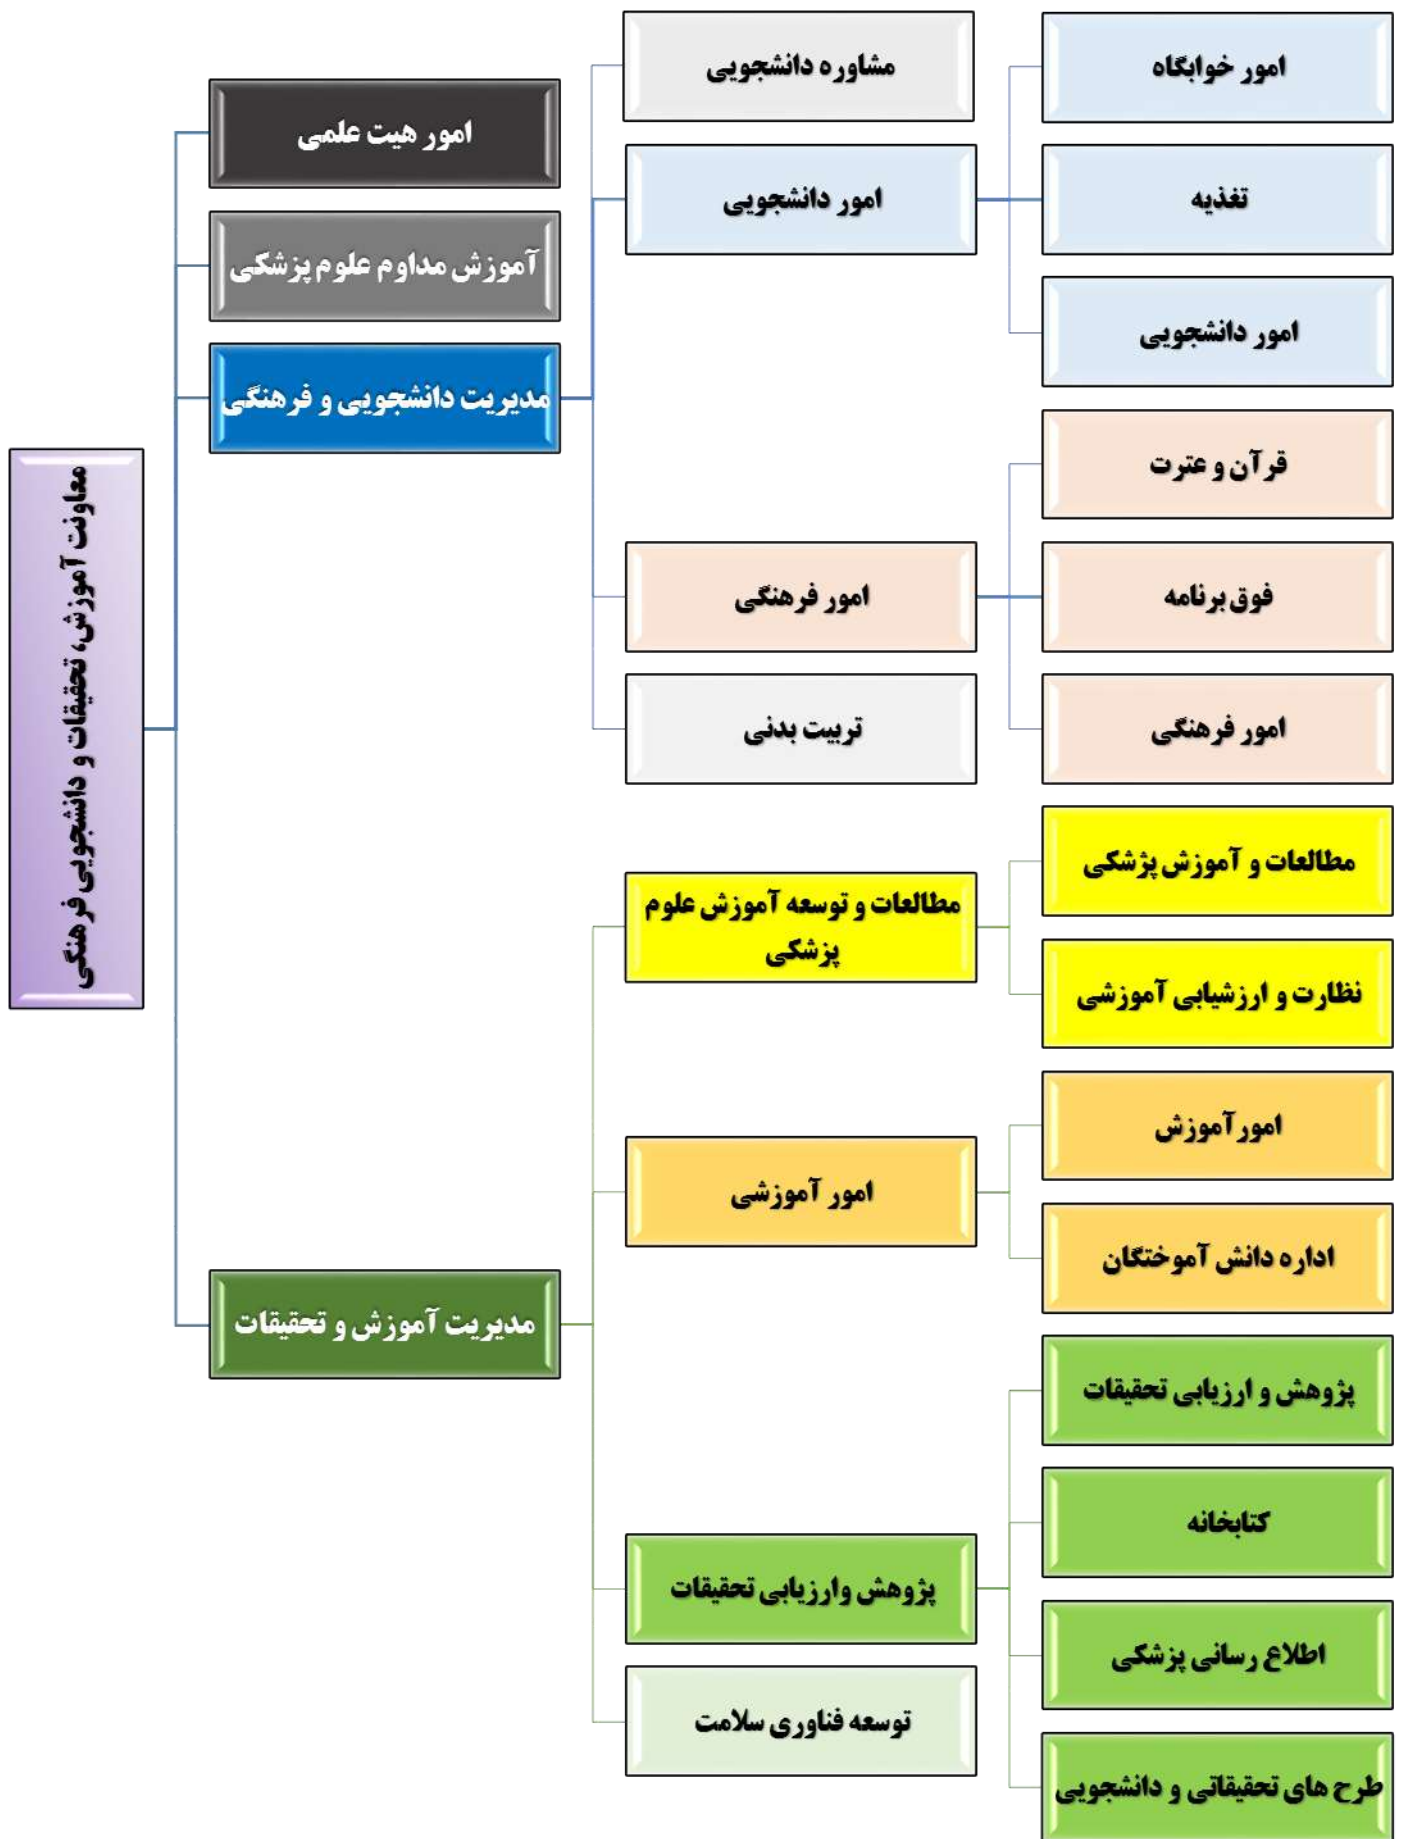 معاونت آموزش، تحقیقات و دانشجویی فرهنگی
امور هیت علمی
آموزش مداوم علوم پزشکی
مدیریت دانشجویی و فرهنگی
مشاوره دانشجویی
امور دانشجویی
امور خوابگاه
تغذیه
امور دانشجویی
امور فرهنگی
قرآن و عترت
فوق برنامه
امور فرهنگی
تربیت بدنی
مدیریت آموزش و تحقیقات
مطالعات و توسعه آموزش علوم
پزشکی
مطالعات و آموزش پژشکی
نظارت و ارزشیابی آموزشی
امور آموزشی
امورآموزش
اداره دانش آموختگان
پژوهش وارزیابی تحقیقات
پژوهش و ارزیابی تحقیقات
کتابخانه
اطلاع رسانی پزشکی
طرح های تحقیقاتی و دانشجویی
توسعه فناوری سلامت